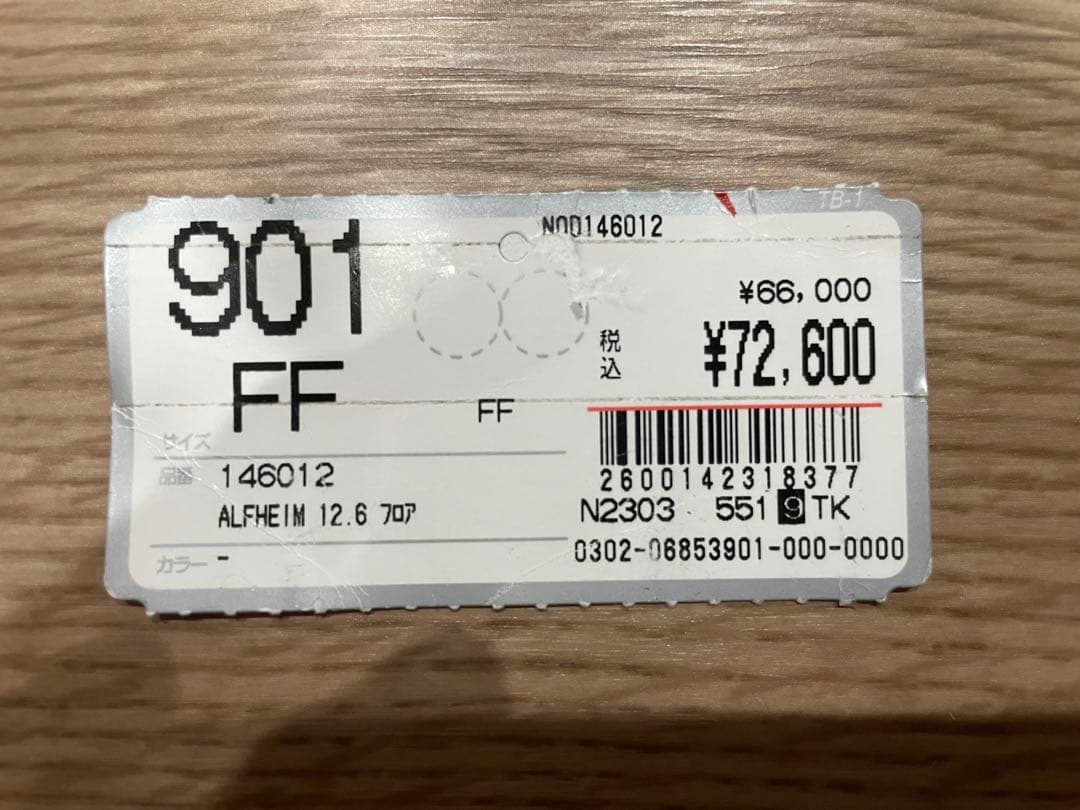 TB-1
901
NOD146012
¥66,000
税込
¥72,600
FF
FF
サイズ
2600142318377
品番 146012
N2303 551 9 TK
ALFHEIM 12.6 フロア
0302-06853901-000-0000
カラー -